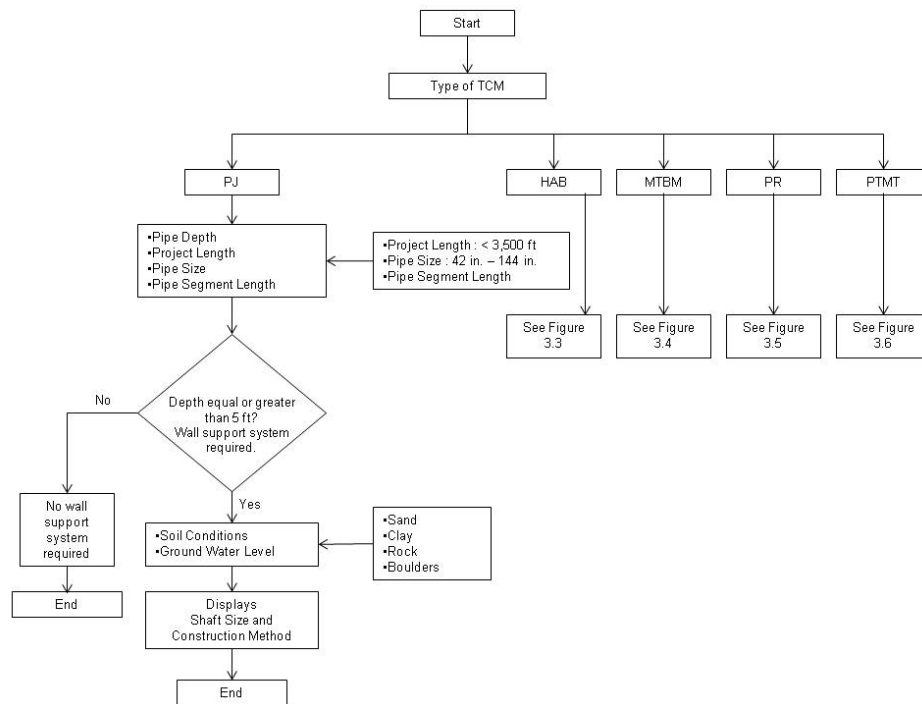 Start
Type of TCM
PJ
HAB
MTBM
PR
PTMT
▪Pipe Depth
▪Project Length
▪Pipe Size
▪Pipe Segment Length
▪Project Length : < 3,500 ft
▪Pipe Size : 42 in. – 144 in.
▪Pipe Segment Length
See Figure
3.3
See Figure
3.4
See Figure
3.5
See Figure
3.6
Depth equal or greater
than 5 ft?
Wall support system
required.
No
Yes
No wall
support
system
required
End
▪Soil Conditions
▪Ground Water Level
▪Sand
▪Clay
▪Rock
▪Boulders
Displays
Shaft Size and
Construction Method
End